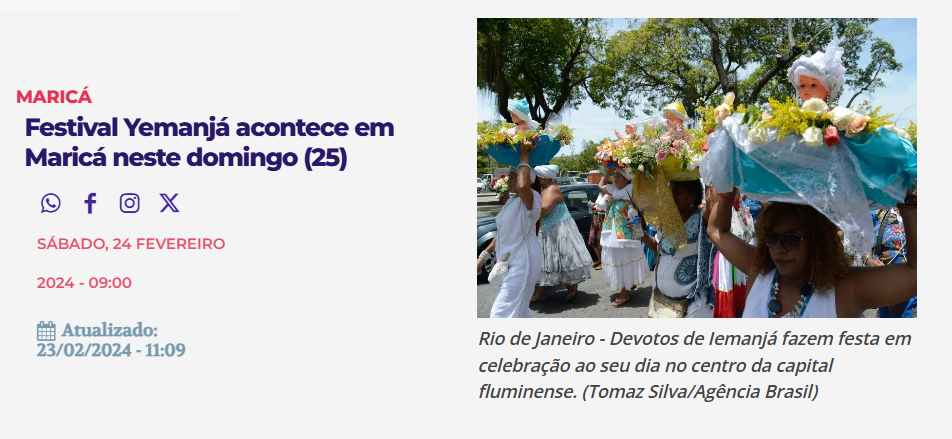 MARICÁ
Festival Yemanjá acontece em
Maricá neste domingo (25)
SÁBADO, 24 FEVEREIRO
2024 - 09:00
Atualizado:
23/02/2024 - 11:09
Rio de Janeiro - Devotos de Iemanjá fazem festa em
celebração ao seu dia no centro da capital
fluminense. (Tomaz Silva/Agência Brasil)